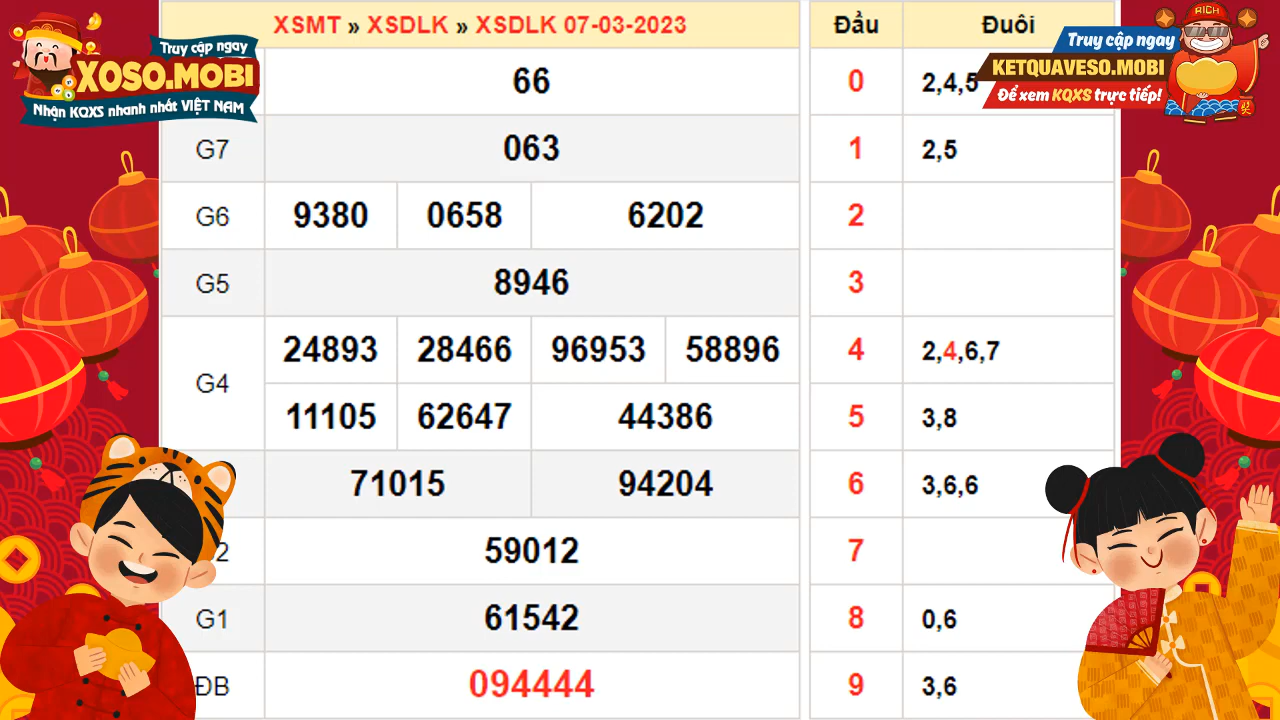 Truy cập ngay
XOSO.MOBI
Nhận KQXS nhanh nhất VIỆT NAM
XSMT » XSDLK » XSDLK 07-03-2023
66
G7 063
G6 9380 0658 6202
G5 8946
G4 24893 28466 96953 58896
11105 62647 44386
71015 94204
2 59012
G1 61542
ĐB 094444
Đầu Đuôi
0 2,4,5
1 2,5
2
3
4 2,4,6,7
5 3,8
6 3,6,6
7
8 0,6
9 3,6
RICH
Truy cập ngay
KETQUAVESO.MOBI
Để xem KQXS trực tiếp!